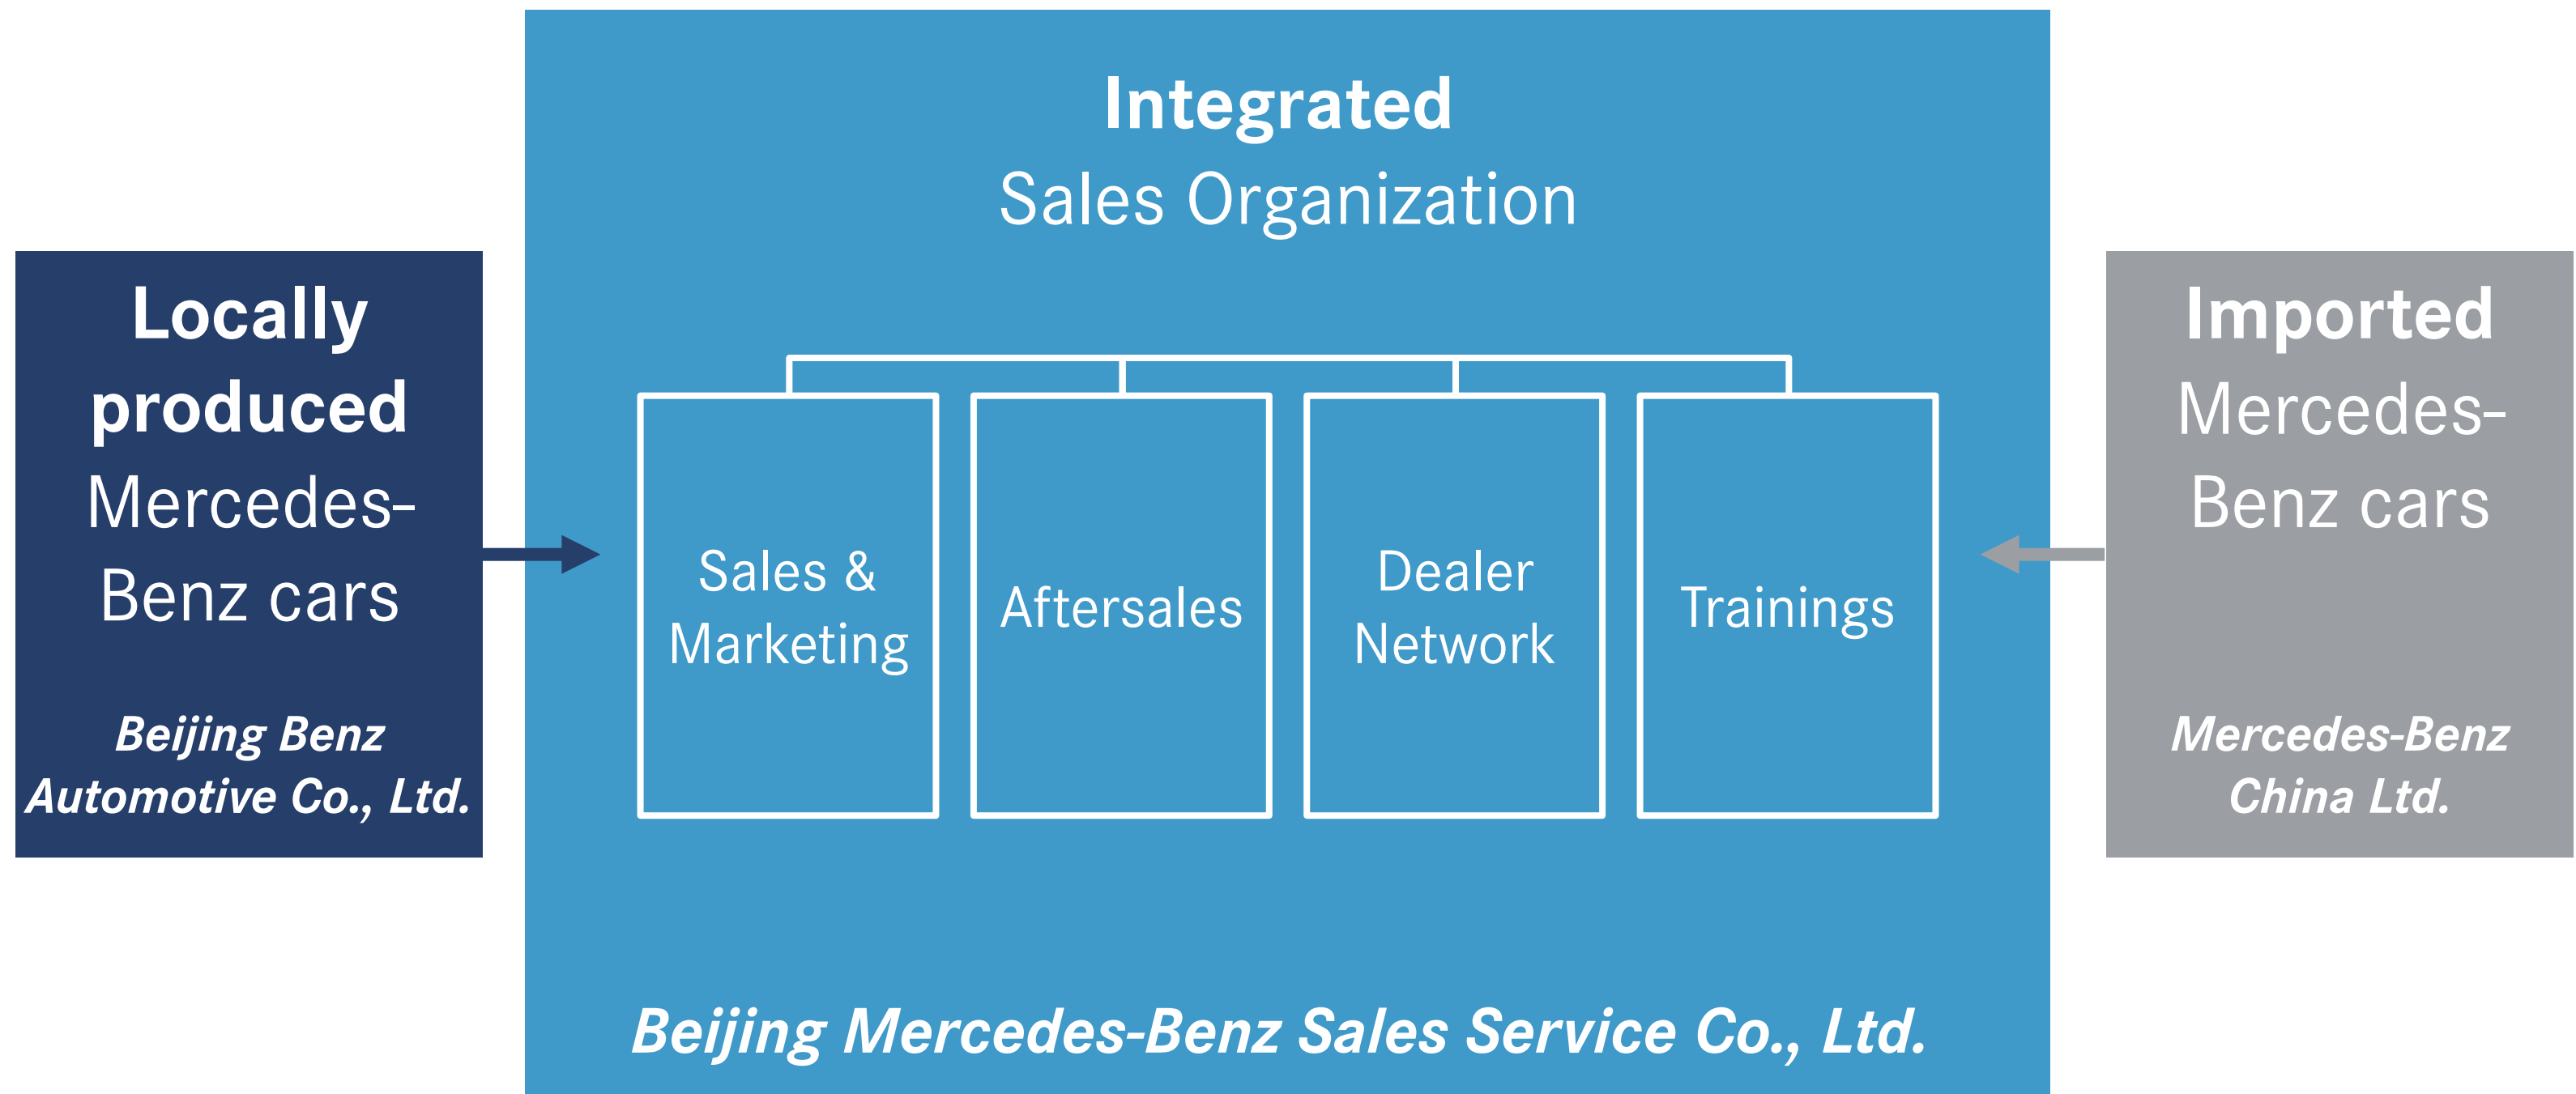 Locally
produced
Mercedes-
Benz cars
Beijing Benz
Automotive Co., Ltd.
Integrated
Sales Organization
Sales &
Marketing
Aftersales
Dealer
Network
Trainings
Beijing Mercedes-Benz Sales Service Co., Ltd.
Imported
Mercedes-
Benz cars
Mercedes-Benz
China Ltd.